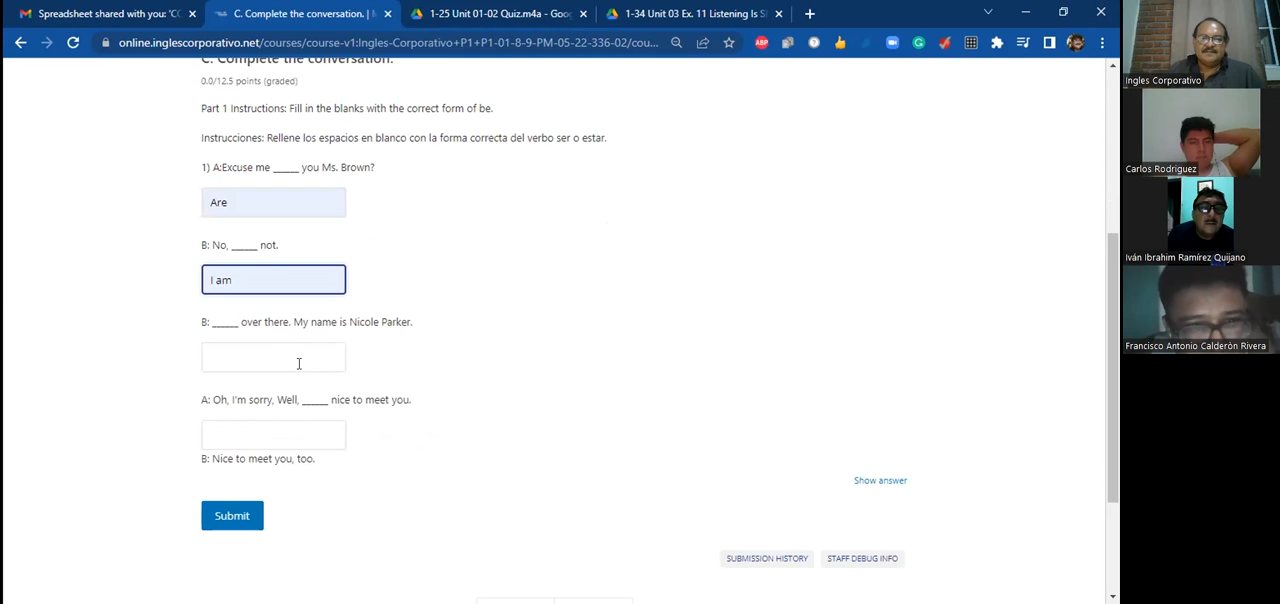 Spreadsheet shared with you: 'CO
C. Complete the conversation. |
1-25 Unit 01-02 Quiz.m4a - Goo
1-34 Unit 03 Ex. 11 Listening Is S
online.inglescorporativo.net/courses/course-v1:Ingles-Corporativo+P1+P1-01-8-9-PM-05-22-336-02/cou...
C. Complete the conversation.
0.0/12.5 points (graded)
Part 1 Instructions: Fill in the blanks with the correct form of be.
Instrucciones: Rellene los espacios en blanco con la forma correcta del verbo ser o estar.
1) A:Excuse me _____ you Ms. Brown?
Are
B: No, _____ not.
I am
B: _____ over there. My name is Nicole Parker.
A: Oh, I'm sorry, Well, _____ nice to meet you.
B: Nice to meet you, too.
Show answer
Submit
SUBMISSION HISTORY
STAFF DEBUG INFO
Ingles Corporativo
Carlos Rodriguez
Iván Ibrahim Ramírez Quijano
Francisco Antonio Calderòn Rivera